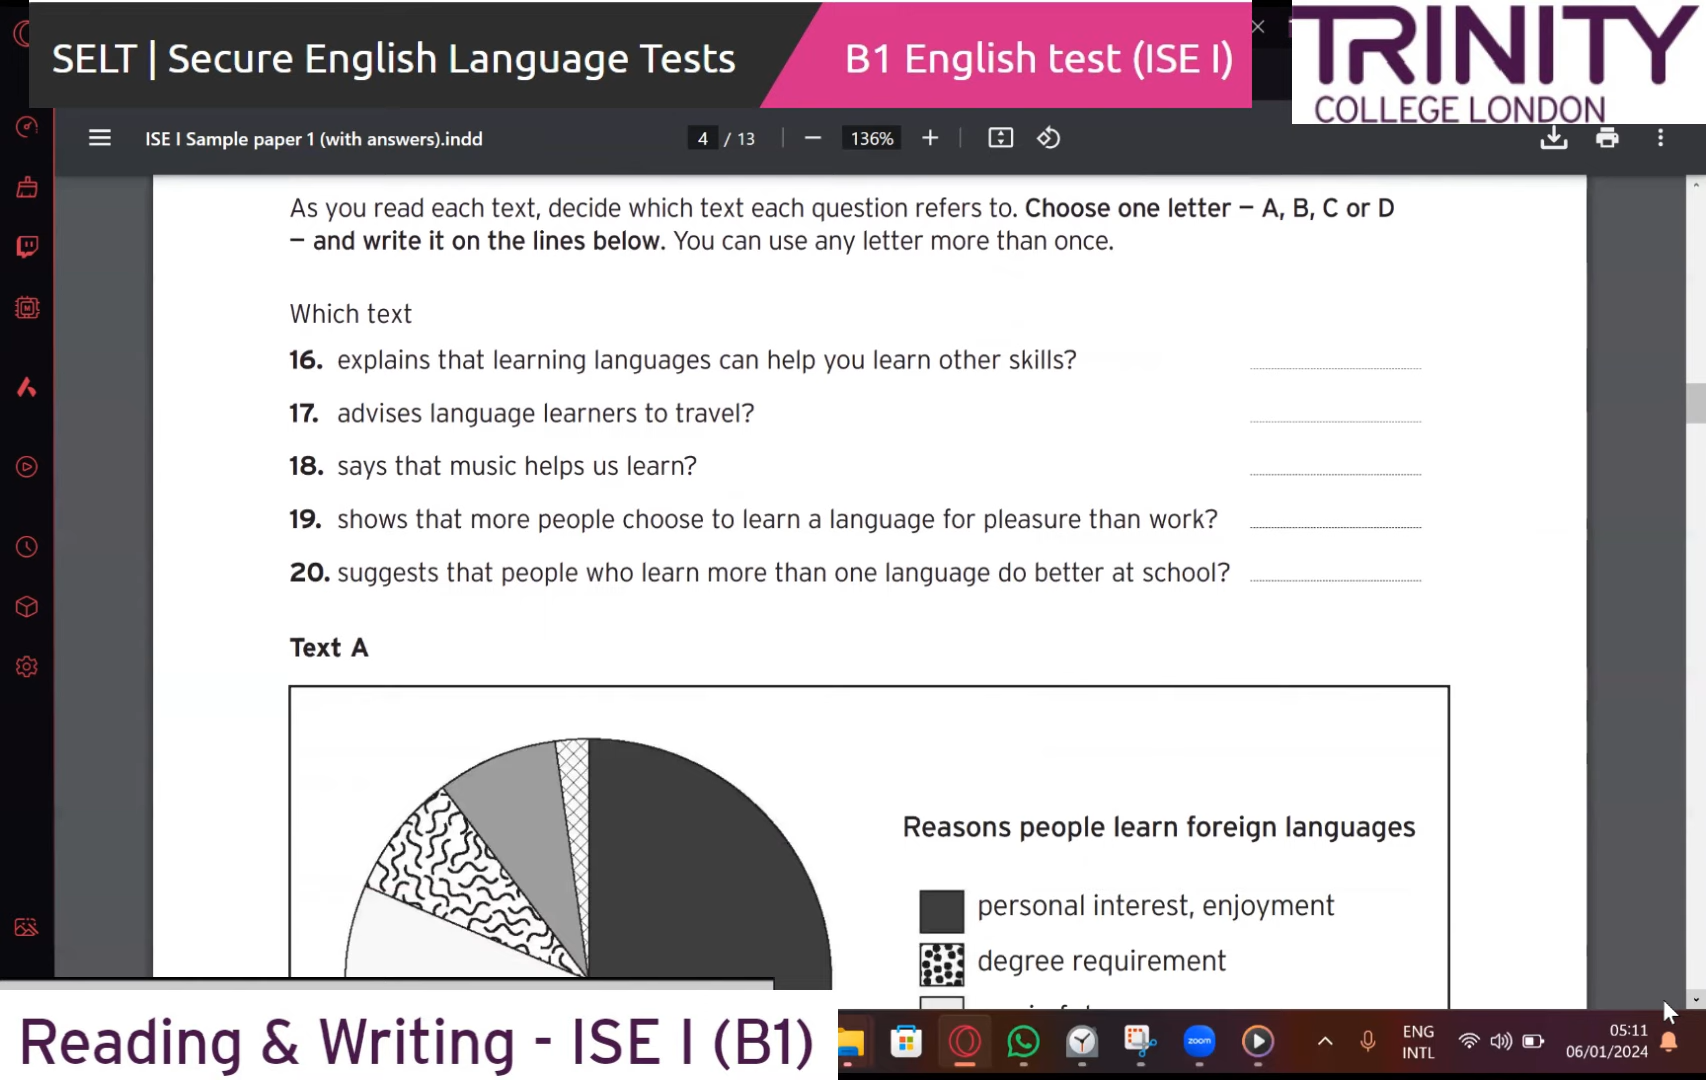 SELT | Secure English Language Tests
B1 English test (ISE I)
TRINITY
COLLEGE LONDON
ISE I Sample paper 1 (with answers).indd
4 / 13
136%
As you read each text, decide which text each question refers to. Choose one letter – A, B, C or D
– and write it on the lines below. You can use any letter more than once.
Which text
16. explains that learning languages can help you learn other skills?
17. advises language learners to travel?
18. says that music helps us learn?
19. shows that more people choose to learn a language for pleasure than work?
20. suggests that people who learn more than one language do better at school?
Text A
Reasons people learn foreign languages
personal interest, enjoyment
degree requirement
Reading & Writing - ISE I (B1)
zoom
ENG
INTL
05:11
06/01/2024